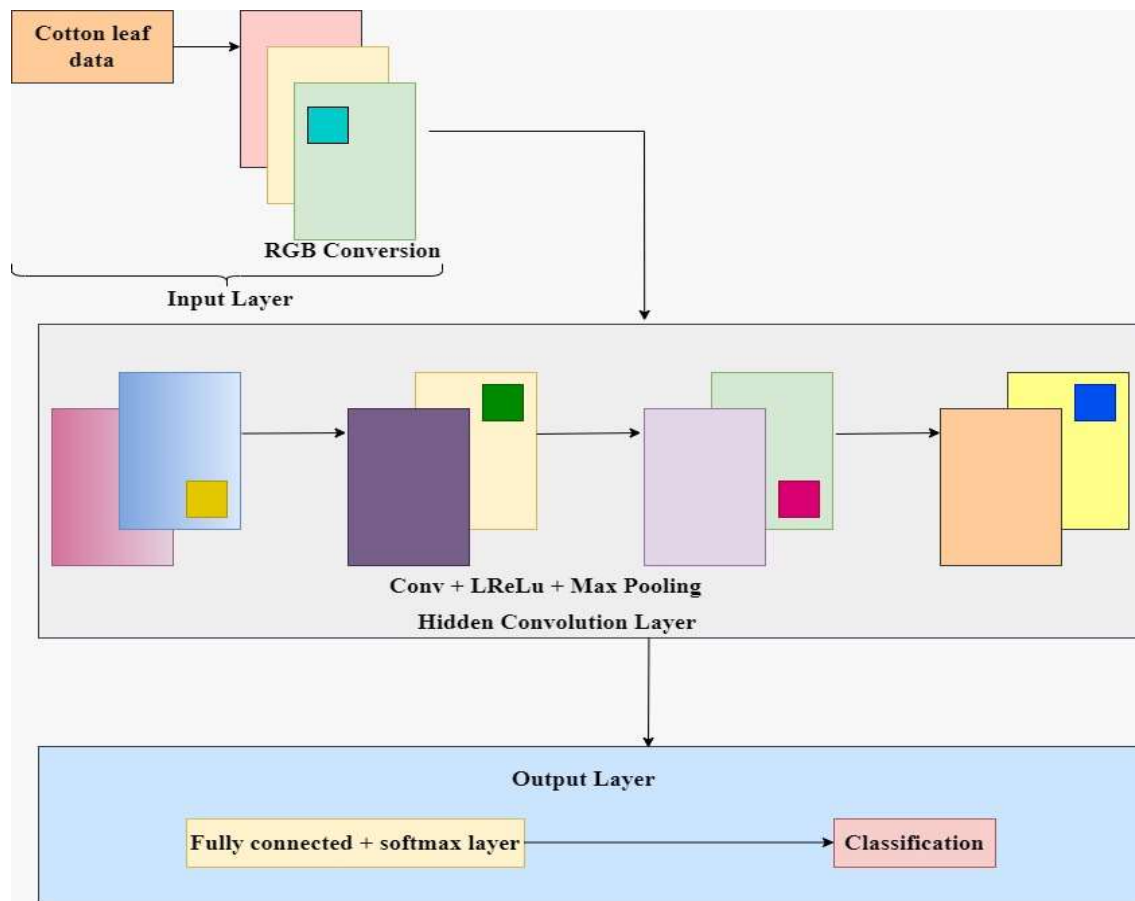 Cotton leaf
data
RGB Conversion
Input Layer
Conv + LReLu + Max Pooling
Hidden Convolution Layer
Output Layer
Fully connected + softmax layer
Classification